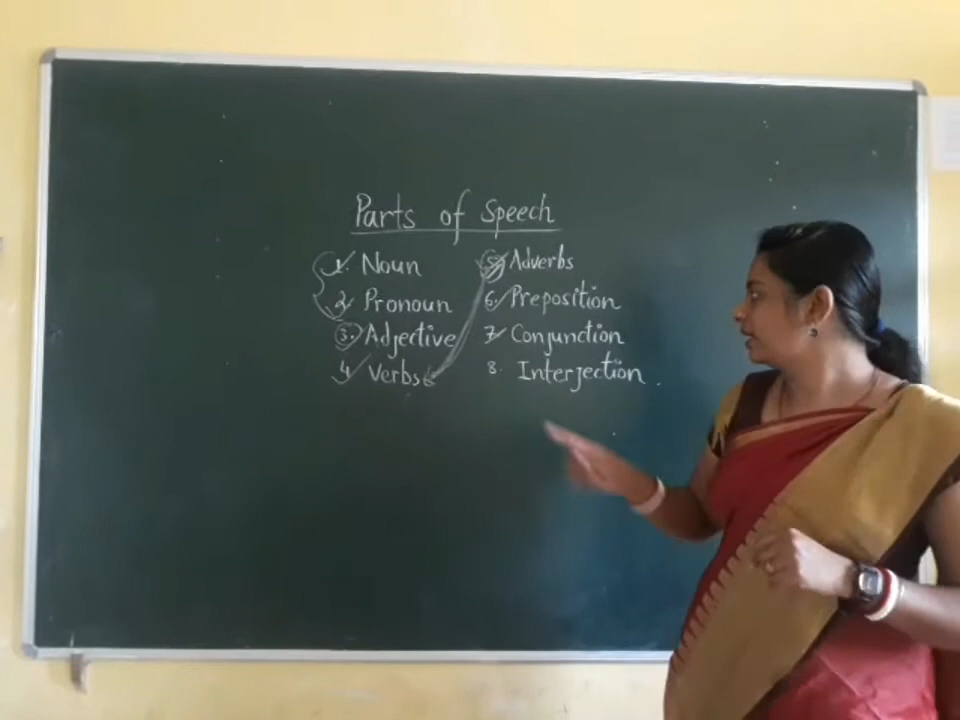 Parts of Speech
1. Noun
2. Pronoun
3. Adjective
4. Verbs
5. Adverbs
6. Preposition
7. Conjunction
8. Interjection.